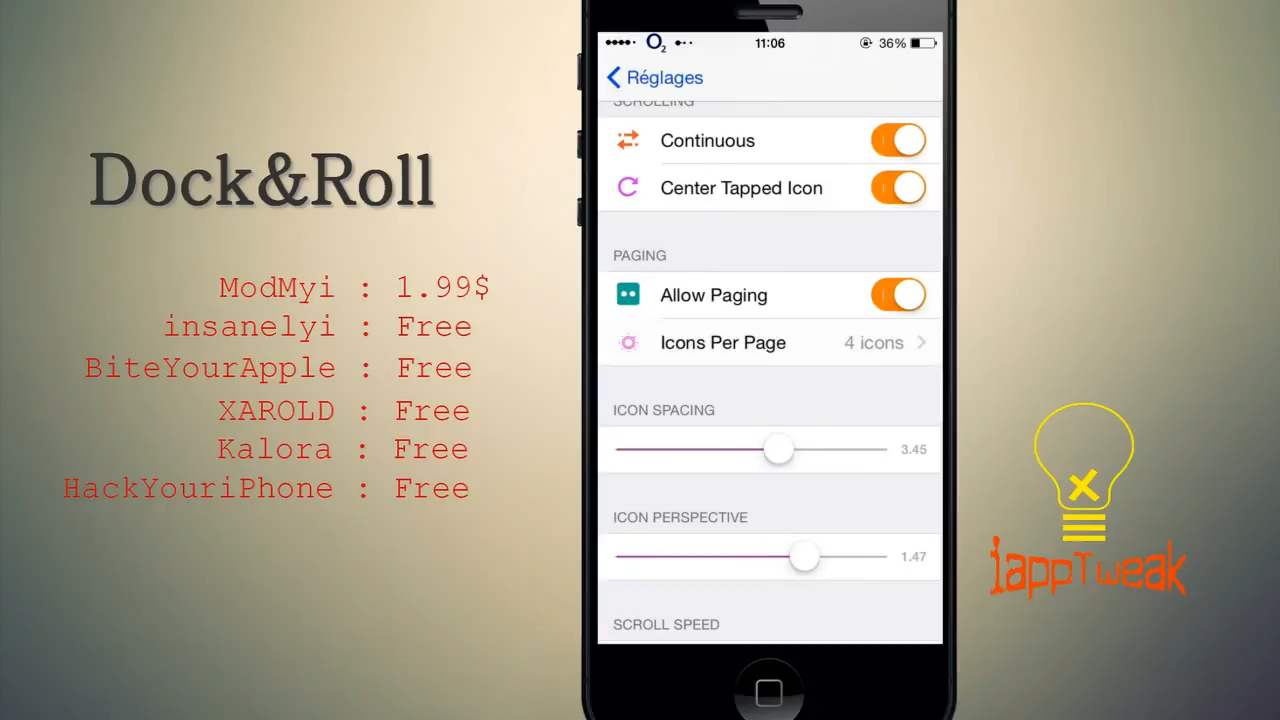 Dock&Roll
ModMyi : 1.99$
insanelyi : Free
BiteYourApple : Free
XAROLD : Free
Kalora : Free
HackYouriPhone : Free
O2 11:06 36%
Réglages
SCROLLING
Continuous
Center Tapped Icon
PAGING
Allow Paging
Icons Per Page 4 icons
ICON SPACING
3.45
ICON PERSPECTIVE
1.47
SCROLL SPEED
iappTweak